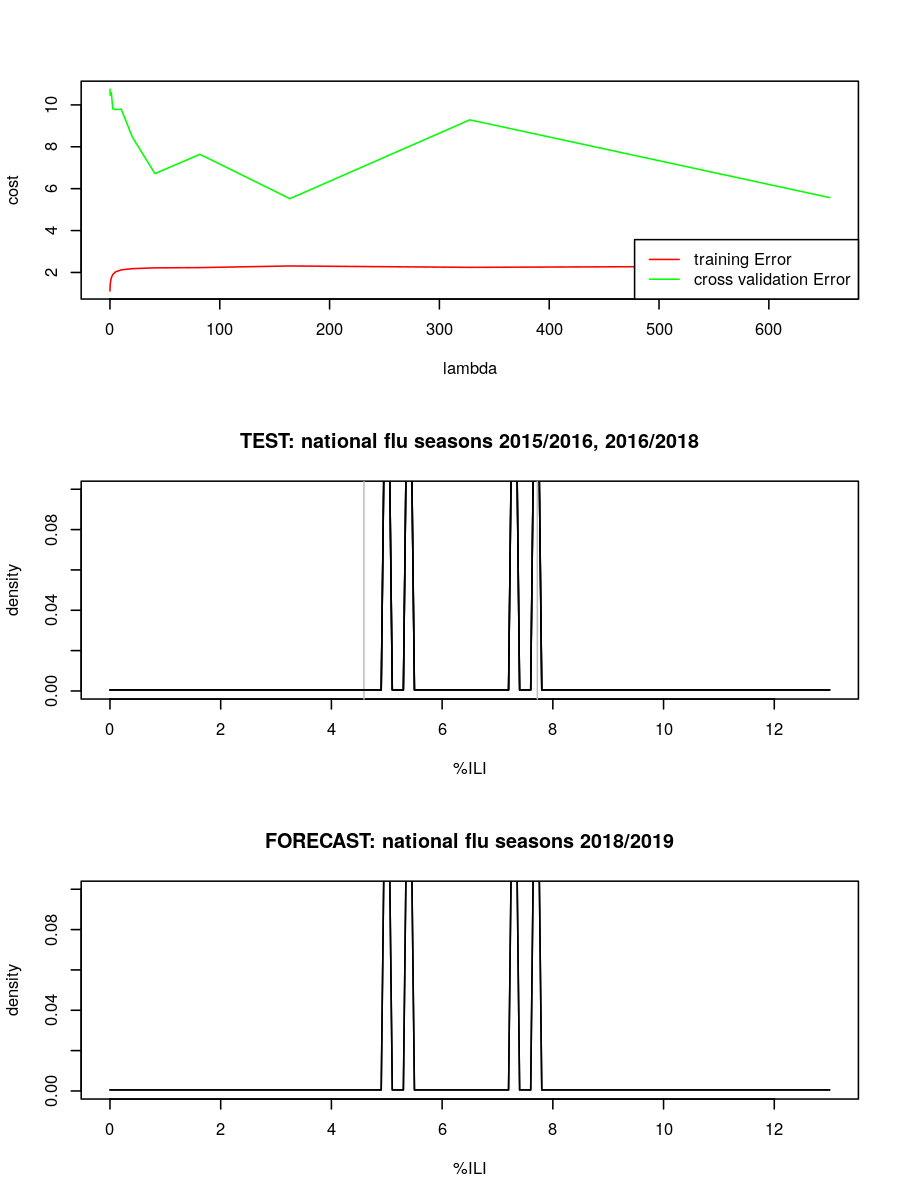 10
8
6
4
2
cost
training Error
cross validation Error
0 100 200 300 400 500 600
lambda
TEST: national flu seasons 2015/2016, 2016/2018
0.08
0.04
0.00
density
0 2 4 6 8 10 12
%ILI
FORECAST: national flu seasons 2018/2019
0.08
0.04
0.00
density
0 2 4 6 8 10 12
%ILI